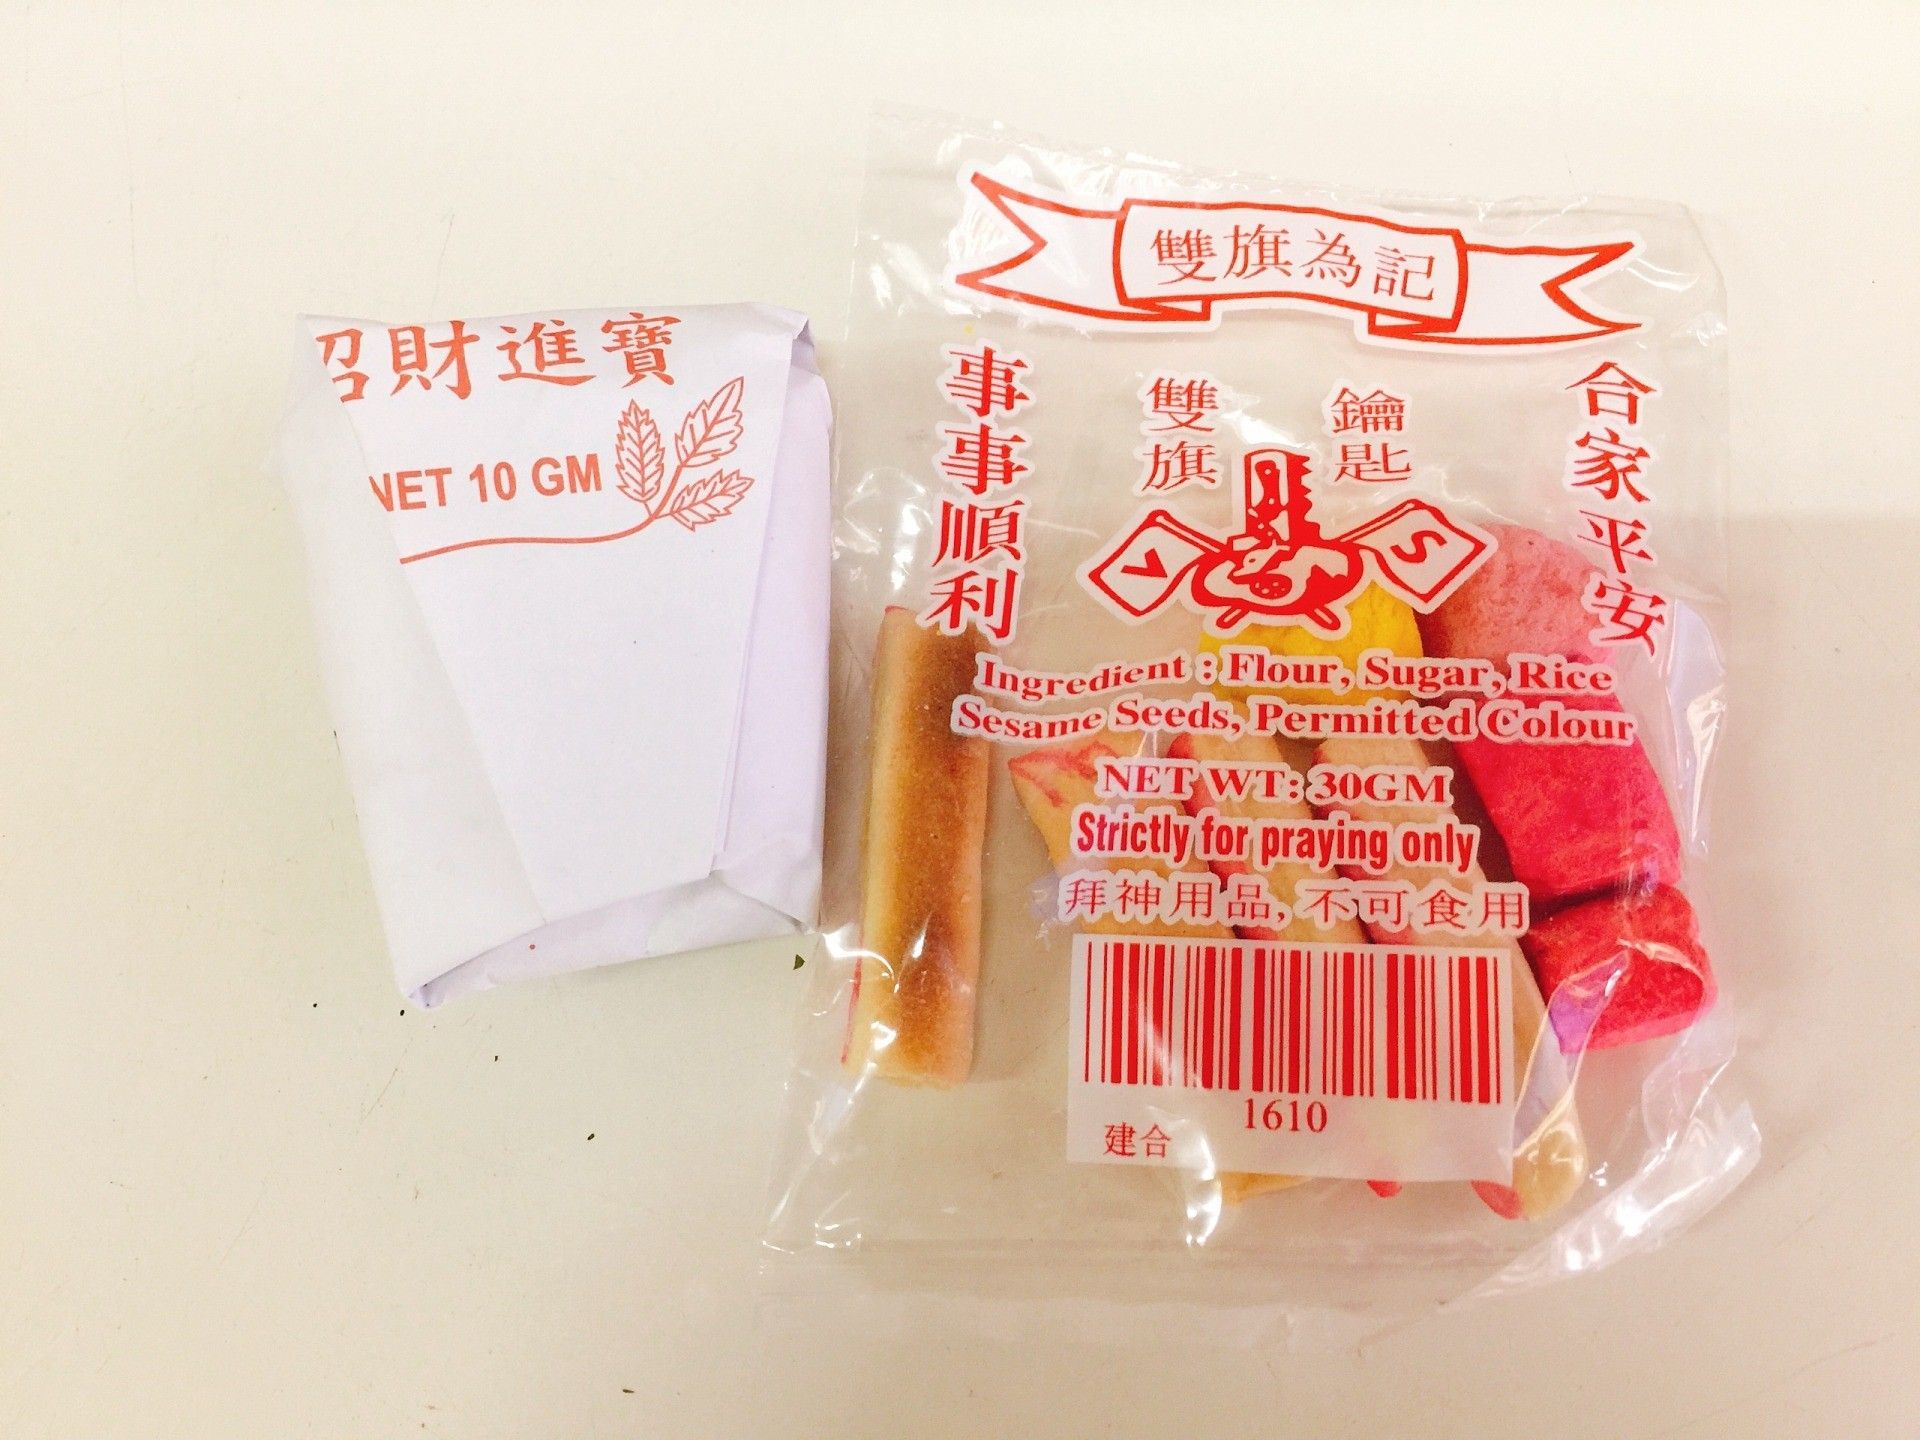 招財進寶
NET 10 GM
雙旗為記
事事順利
雙旗
鑰匙
合家平安
7
S
Ingredient : Flour, Sugar, Rice
Sesame Seeds, Permitted Colour
NET WT: 30GM
Strictly for praying only
拜神用品, 不可食用
1610
建合